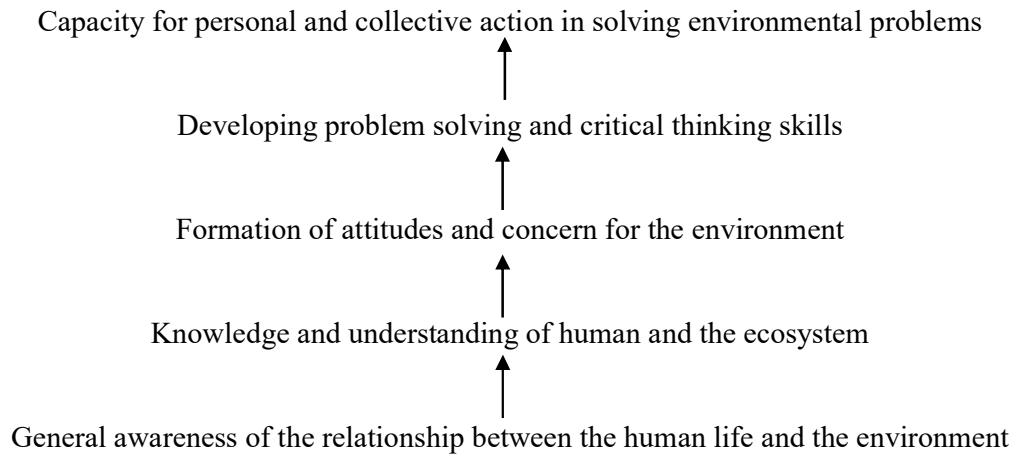 Capacity for personal and collective action in solving environmental problems
Developing problem solving and critical thinking skills
Formation of attitudes and concern for the environment
Knowledge and understanding of human and the ecosystem
General awareness of the relationship between the human life and the environment